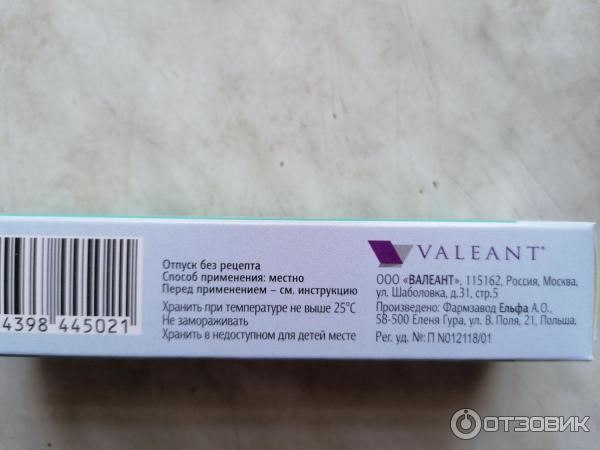 Отпуск без рецепта
Способ применения: местно
Перед применением – см. инструкцию
Хранить при температуре не выше 25°С
Не замораживать
Хранить в недоступном для детей месте
4398 445021
VALEANT
ООО «ВАЛЕАНТ», 115162, Россия, Москва,
ул. Шаболовка, д.31, стр.5
Произведено: Фармзавод Ельфа А.О.,
58-500 Еленя Гура, ул. В. Поля, 21, Польша.
Рег. уд. №: П N012118/01
ОТЗОВИК